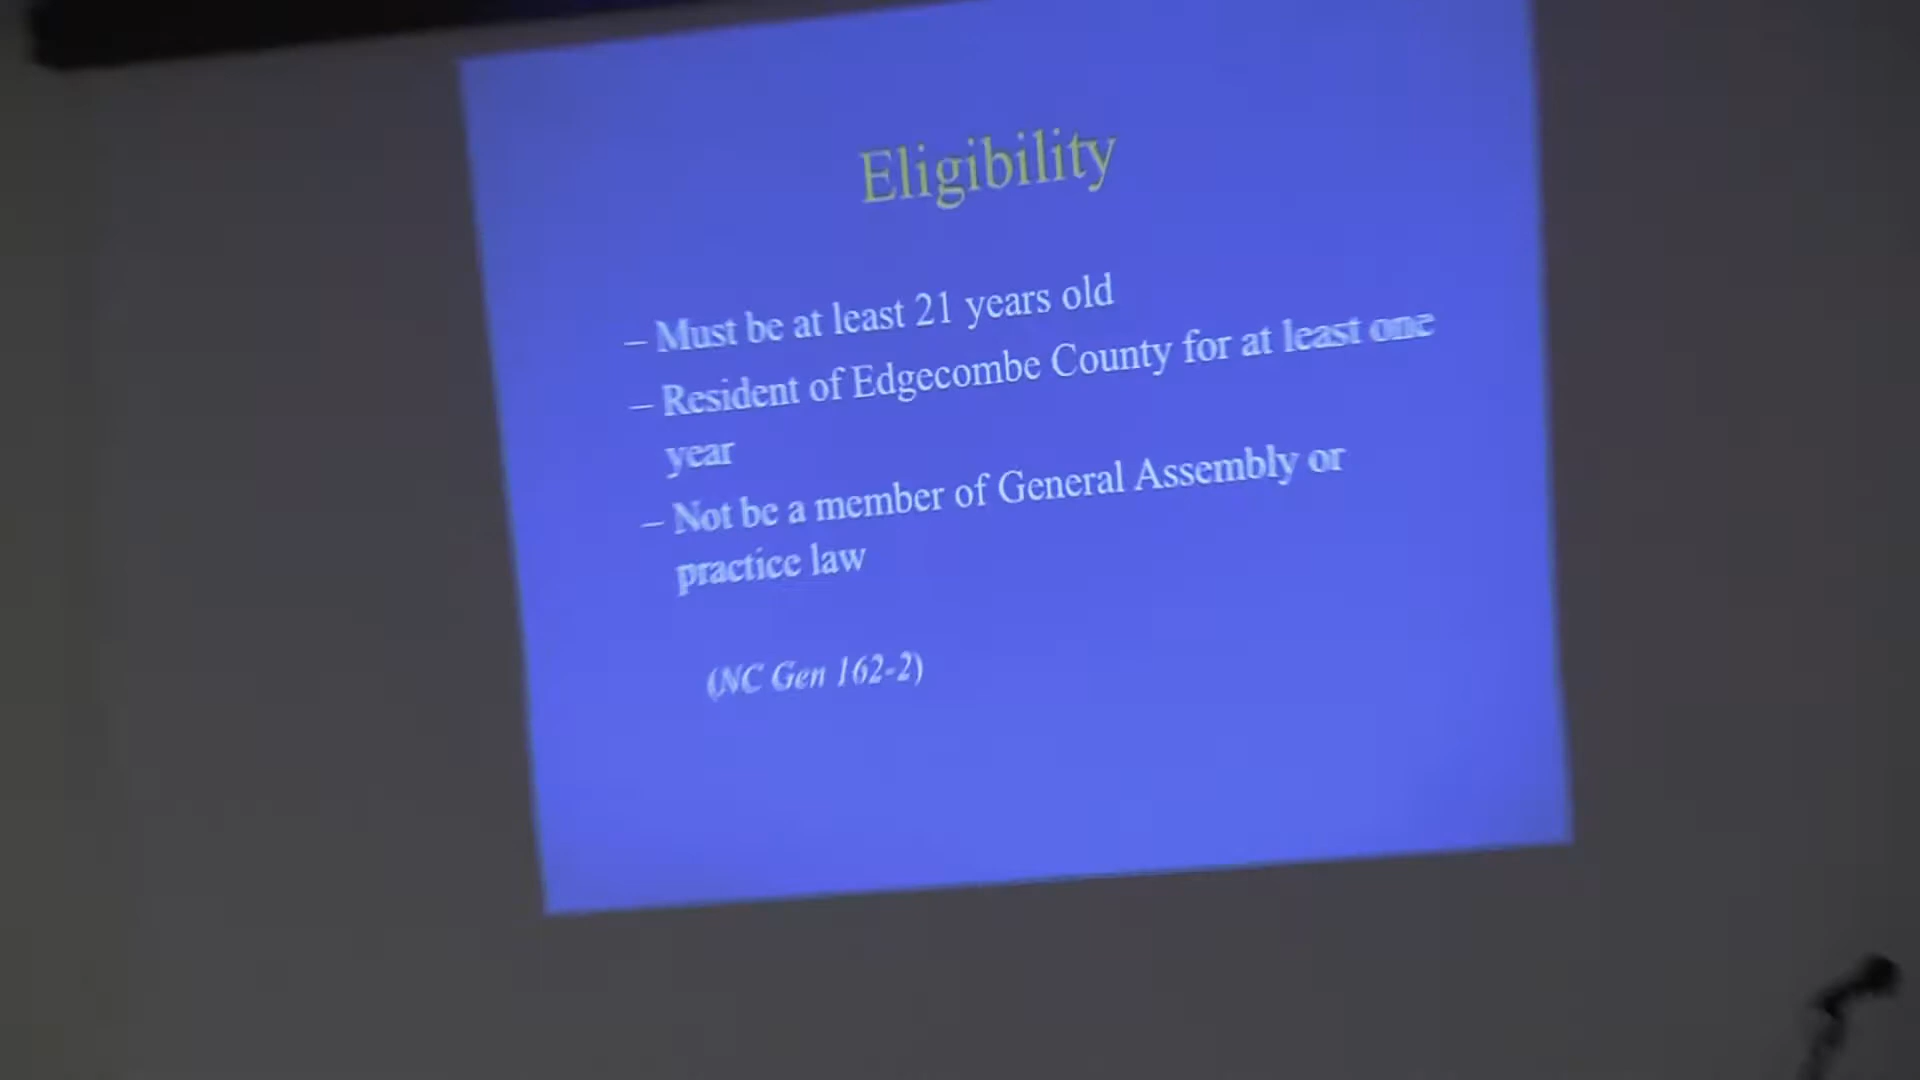 Eligibility
– Must be at least 21 years old
– Resident of Edgecombe County for at least one
year
– Not be a member of General Assembly or
practice law
(NC Gen 162-2)